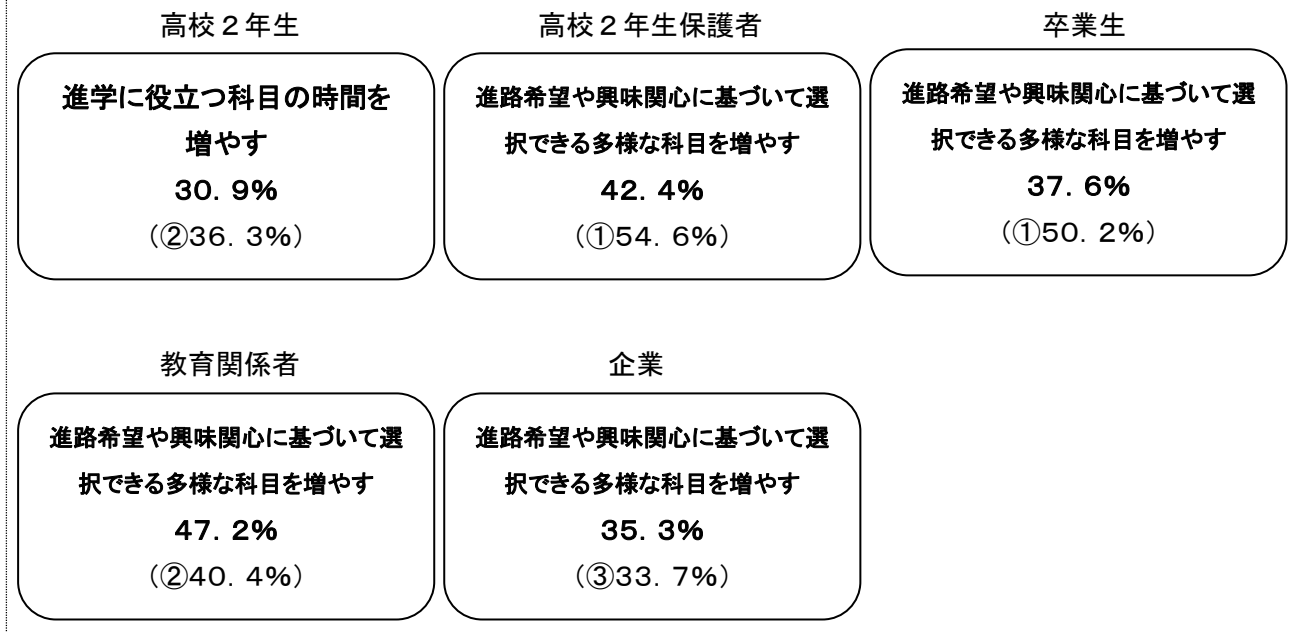 高校２年生
進学に役立つ科目の時間を
増やす
３０．９％
（②３６．３％）
高校２年生保護者
進路希望や興味関心に基づいて選
択できる多様な科目を増やす
４２．４％
（①５４．６％）
卒業生
進路希望や興味関心に基づいて選
択できる多様な科目を増やす
３７．６％
（①５０．２％）
教育関係者
進路希望や興味関心に基づいて選
択できる多様な科目を増やす
４７．２％
（②４０．４％）
企業
進路希望や興味関心に基づいて選
択できる多様な科目を増やす
３５．３％
（③３３．７％）